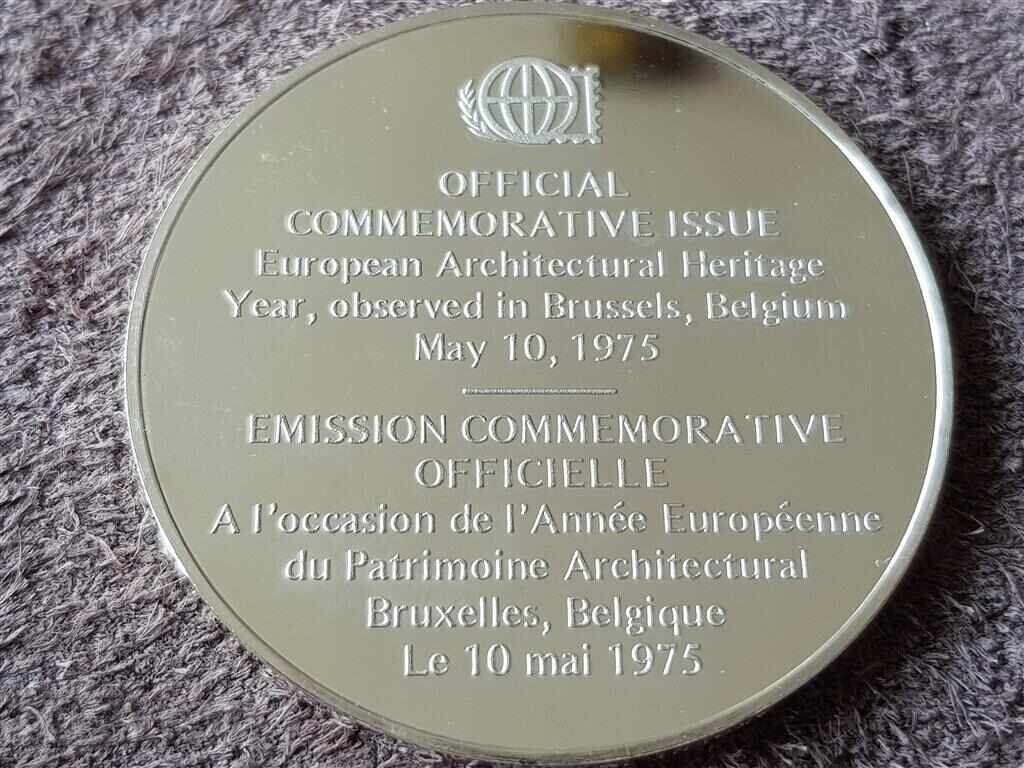 OFFICIAL
COMMEMORATIVE ISSUE
European Architectural Heritage
Year, observed in Brussels, Belgium
May 10, 1975
EMISSION COMMEMORATIVE
OFFICIELLE
A l'occasion de l'Année Européenne
du Patrimoine Architectural
Bruxelles, Belgique
Le 10 mai 1975